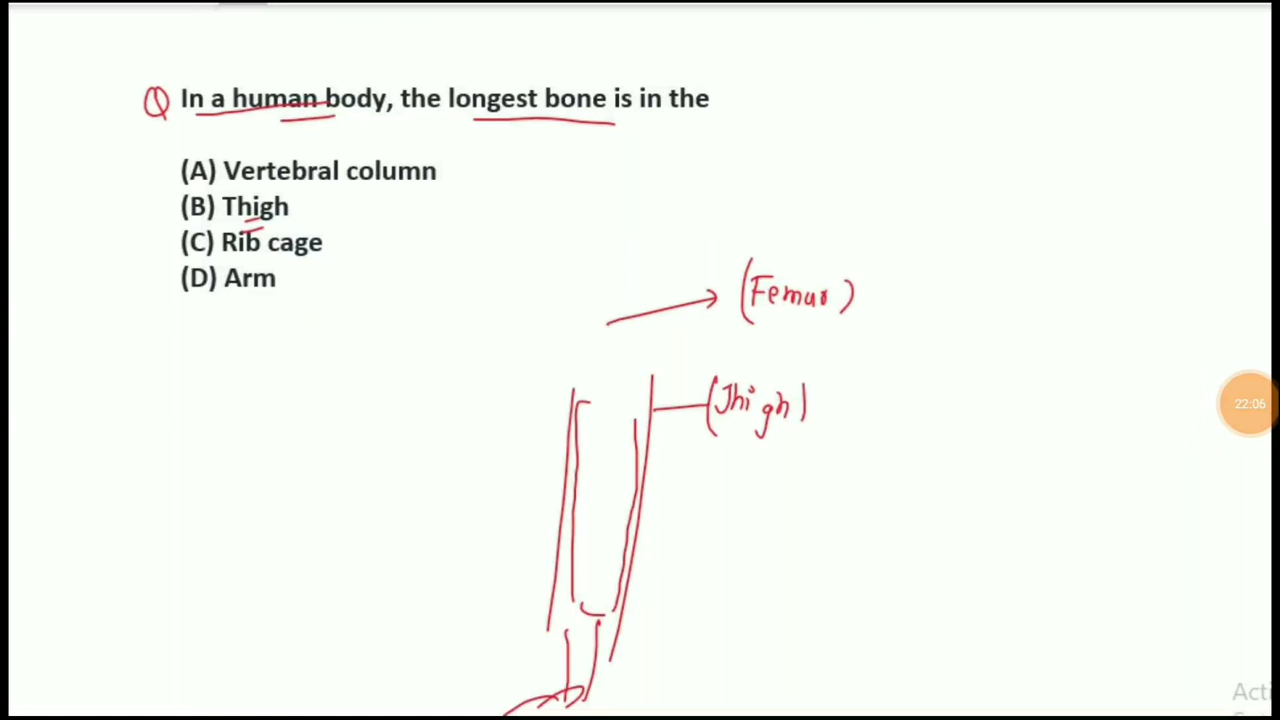 Q In a human body, the longest bone is in the
(A) Vertebral column
(B) Thigh
(C) Rib cage
(D) Arm
(Femur)
(Thigh)
22:06